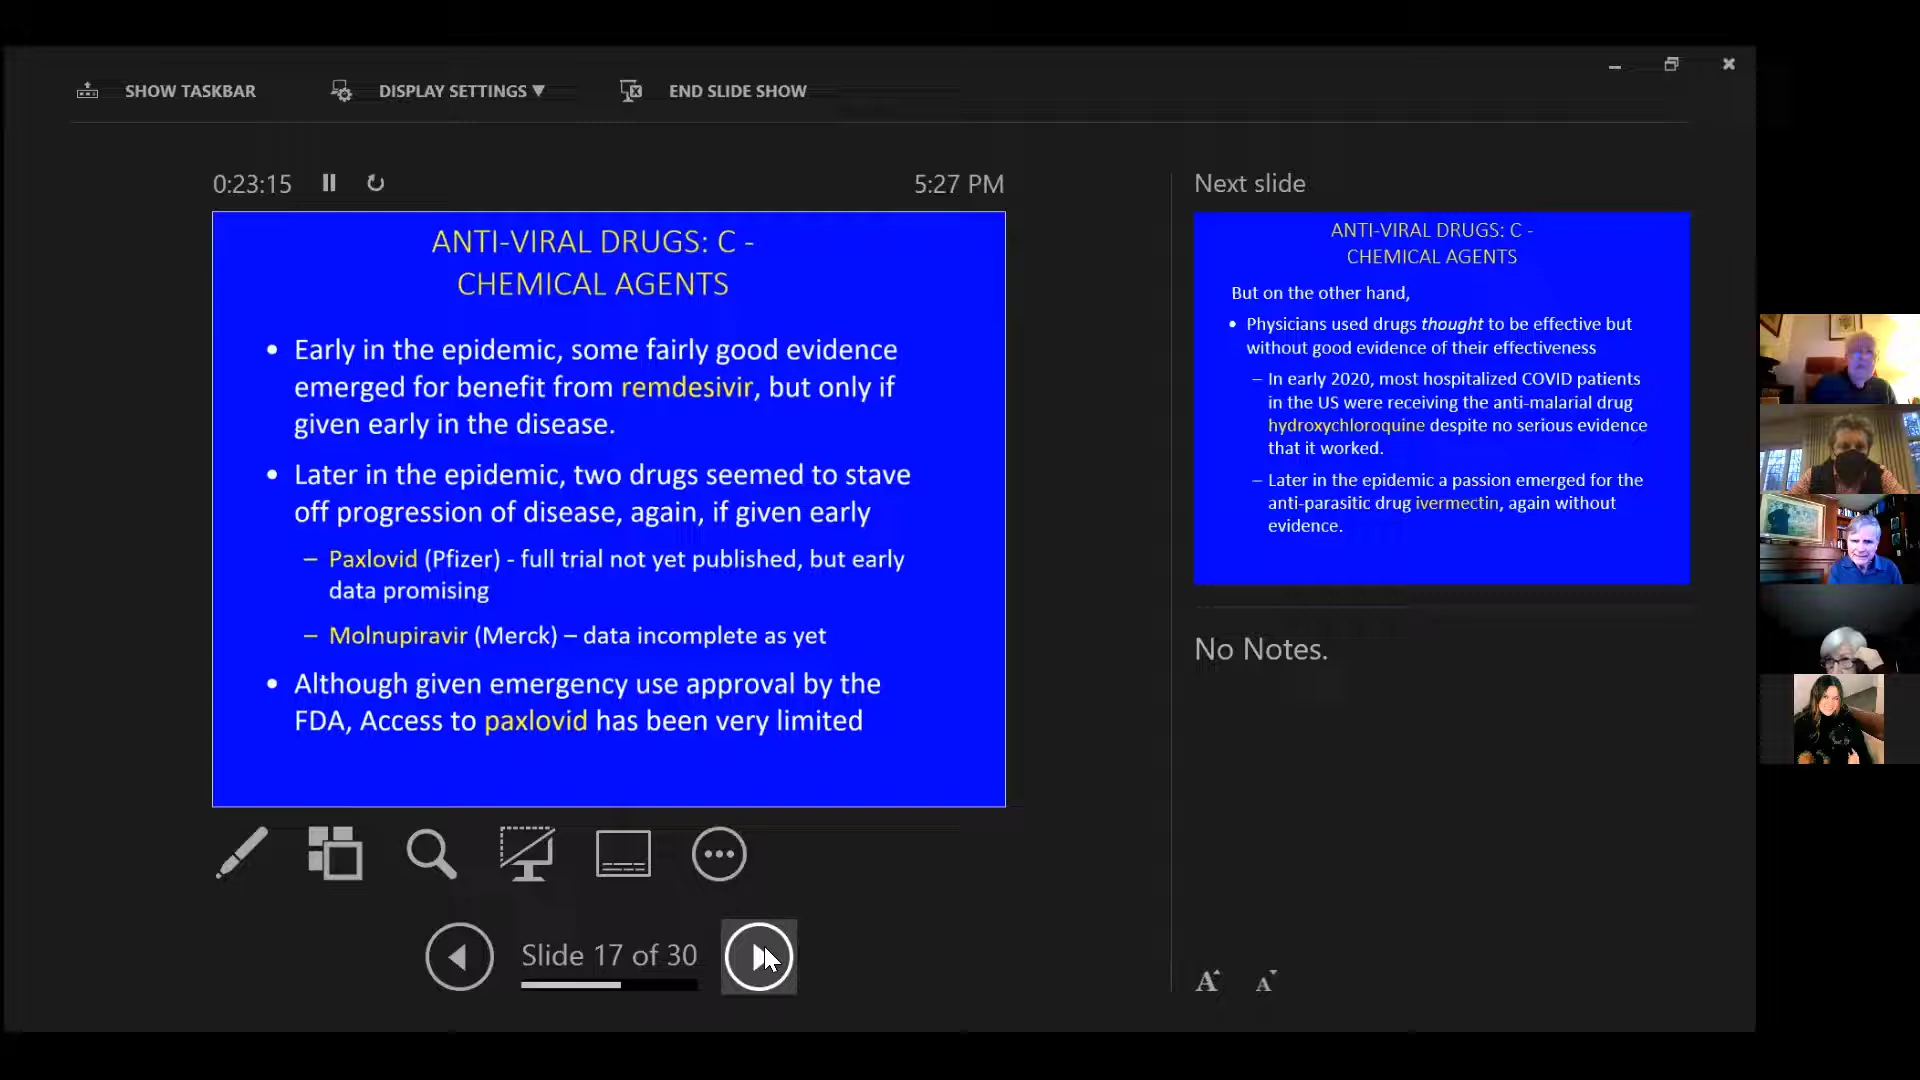 SHOW TASKBAR
DISPLAY SETTINGS ▼
END SLIDE SHOW
0:23:15
5:27 PM
ANTI-VIRAL DRUGS: C -
CHEMICAL AGENTS
• Early in the epidemic, some fairly good evidence
emerged for benefit from remdesivir, but only if
given early in the disease.
• Later in the epidemic, two drugs seemed to stave
off progression of disease, again, if given early
– Paxlovid (Pfizer) - full trial not yet published, but early
data promising
– Molnupiravir (Merck) – data incomplete as yet
• Although given emergency use approval by the
FDA, Access to paxlovid has been very limited
Slide 17 of 30
Next slide
ANTI-VIRAL DRUGS: C -
CHEMICAL AGENTS
But on the other hand,
• Physicians used drugs thought to be effective but
without good evidence of their effectiveness
– In early 2020, most hospitalized COVID patients
in the US were receiving the anti-malarial drug
hydroxychloroquine despite no serious evidence
that it worked.
– Later in the epidemic a passion emerged for the
anti-parasitic drug ivermectin, again without
evidence.
No Notes.
A A